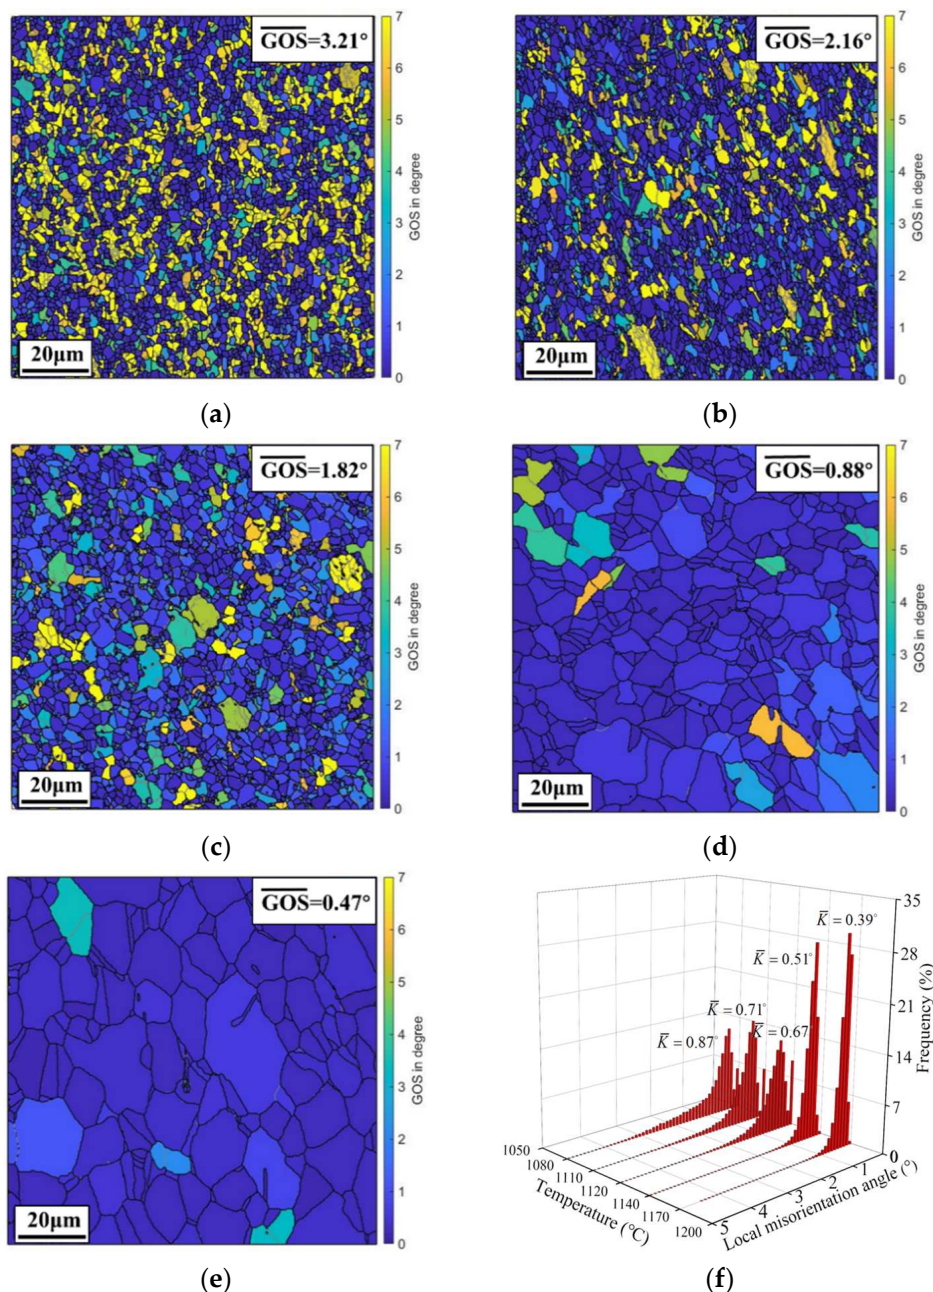 GOS=3.21°
7
6
5
4
3
2
1
0
GOS in degree
20μm
(a)
GOS=2.16°
7
6
5
4
3
2
1
0
GOS in degree
20μm
(b)
GOS=1.82°
7
6
5
4
3
2
1
0
GOS in degree
20μm
(c)
GOS=0.88°
7
6
5
4
3
2
1
0
GOS in degree
20μm
(d)
GOS=0.47°
7
6
5
4
3
2
1
0
GOS in degree
20μm
(e)
K̅ = 0.39°
K̅ = 0.51°
K̅ = 0.71°
K̅ = 0.67
K̅ = 0.87°
35
28
21
14
7
0
Frequency (%)
1050
1080
1110
1120
1140
1170
1200
Temperature (℃)
5
4
3
2
1
Local misorientation angle (°)
(f)